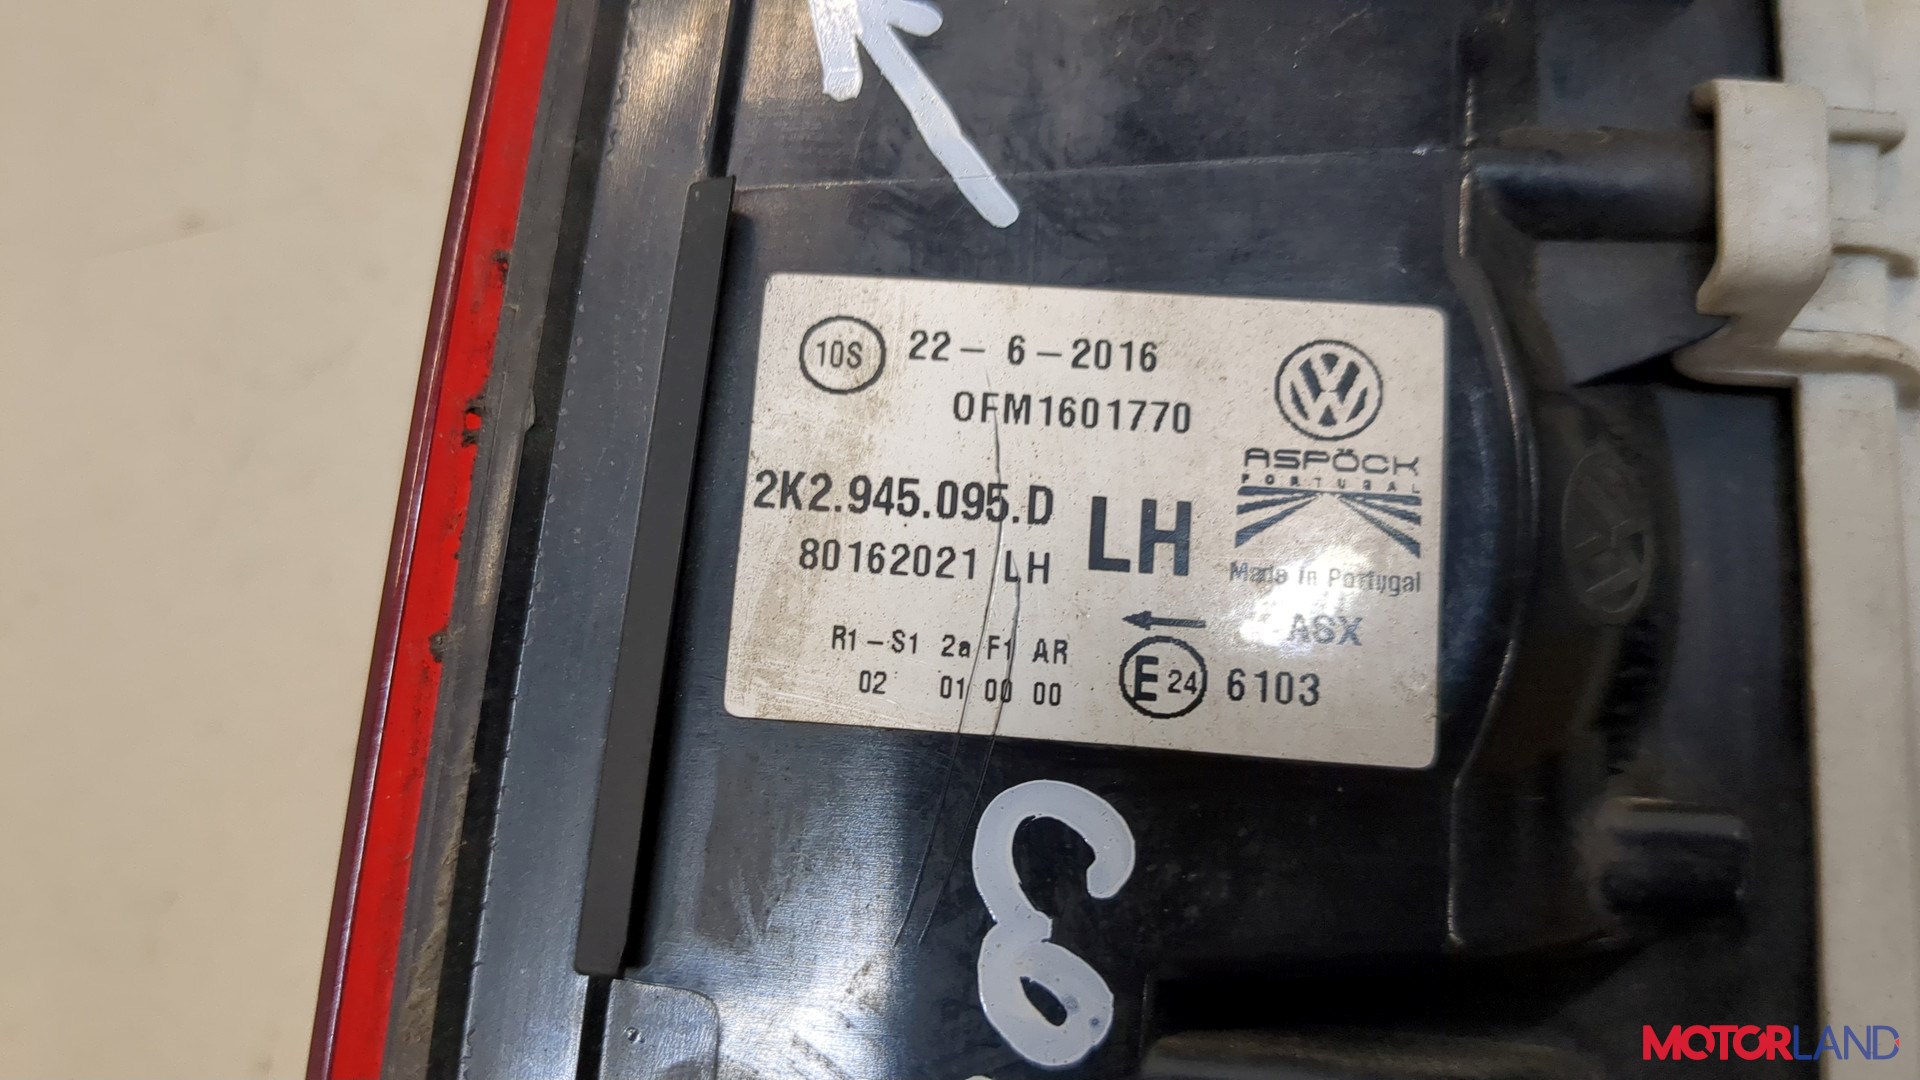 10S 22 - 6 - 2016
OFM1601770
2K2.945.095.D LH
80162021 LH
ASPÖCK
PORTUGAL
Made in Portugal
ASX
R1 - S1 2a F1 AR
02 01 00 00
E 24 6103
MOTORLAND